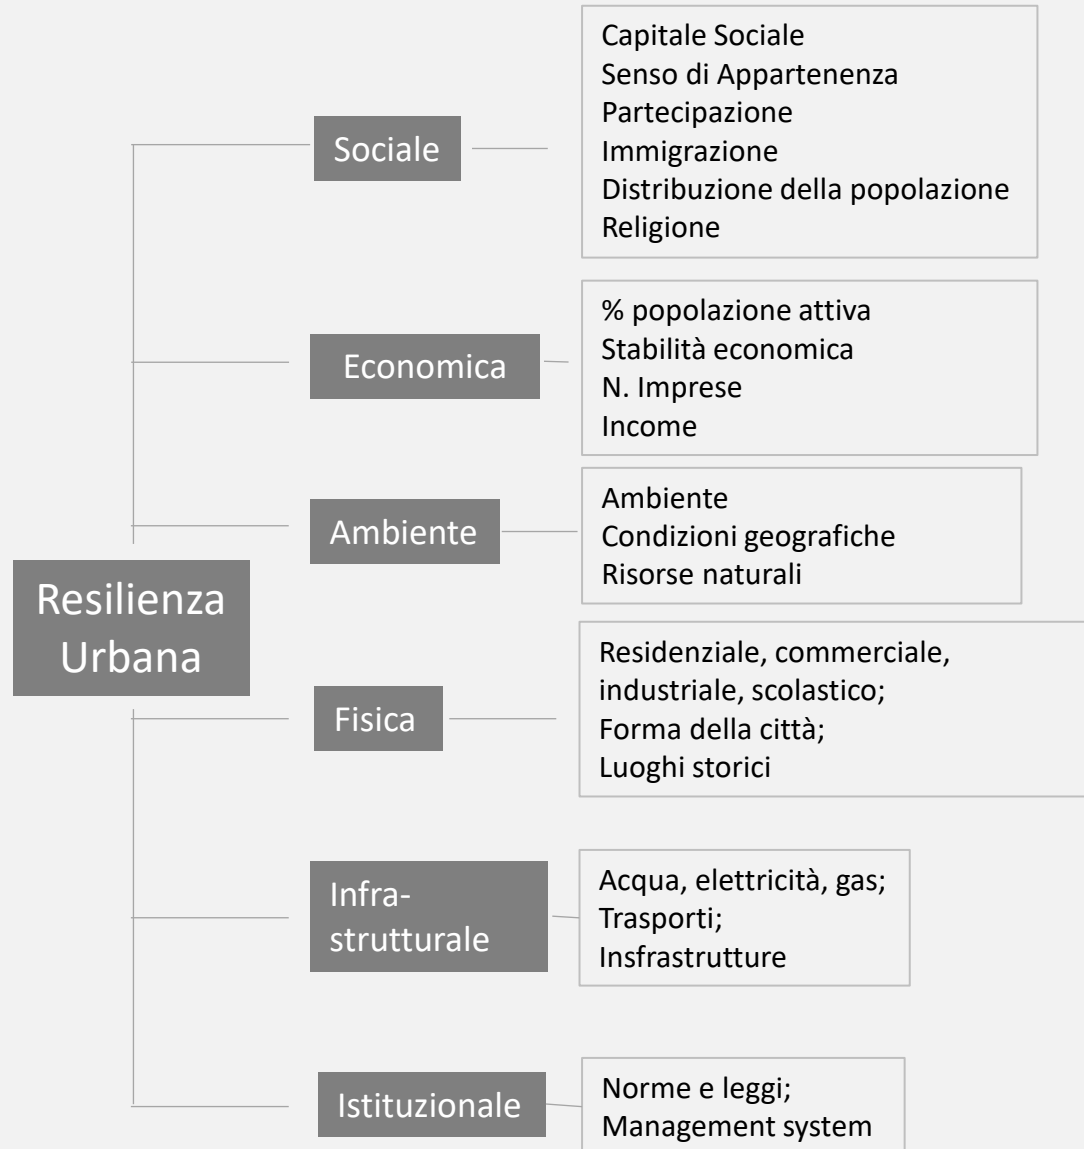 Resilienza
Urbana
Sociale
Capitale Sociale
Senso di Appartenenza
Partecipazione
Immigrazione
Distribuzione della popolazione
Religione
Economica
% popolazione attiva
Stabilità economica
N. Imprese
Income
Ambiente
Ambiente
Condizioni geografiche
Risorse naturali
Fisica
Residenziale, commerciale,
industriale, scolastico;
Forma della città;
Luoghi storici
Infra-
strutturale
Acqua, elettricità, gas;
Trasporti;
Insfrastrutture
Istituzionale
Norme e leggi;
Management system